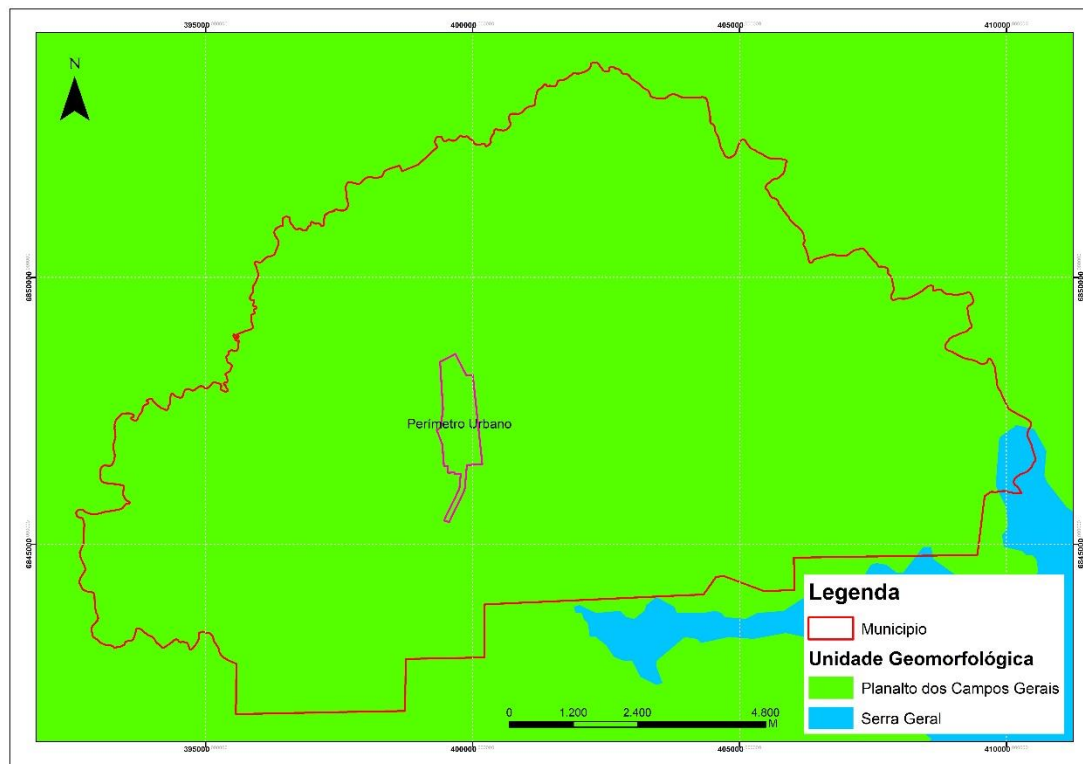 395000 400000 405000 410000
N
6850000 6850000
Perímetro Urbano
6845000 6845000
Legenda
Municipio
Unidade Geomorfológica
Planalto dos Campos Gerais
Serra Geral
0 1.200 2.400 4.800
M
395000 400000 405000 410000